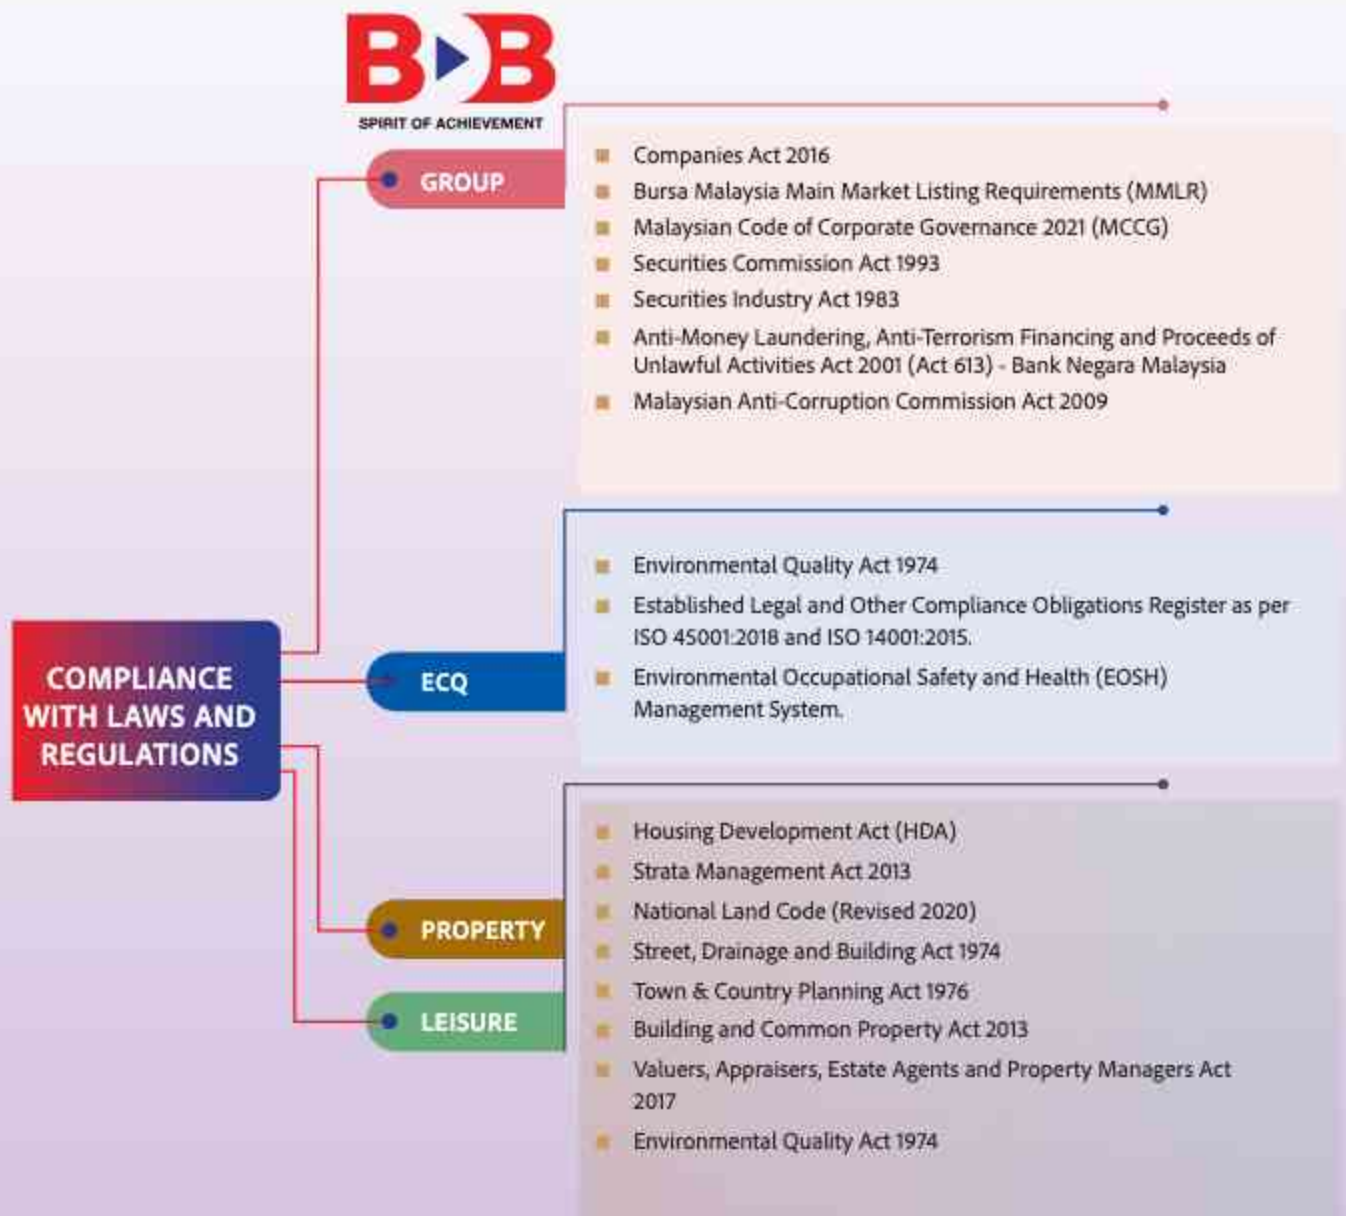 BDB
SPIRIT OF ACHIEVEMENT
GROUP
Companies Act 2016
Bursa Malaysia Main Market Listing Requirements (MMLR)
Malaysian Code of Corporate Governance 2021 (MCCG)
Securities Commission Act 1993
Securities Industry Act 1983
Anti-Money Laundering, Anti-Terrorism Financing and Proceeds of
Unlawful Activities Act 2001 (Act 613) - Bank Negara Malaysia
Malaysian Anti-Corruption Commission Act 2009
COMPLIANCE
WITH LAWS AND
REGULATIONS
ECQ
Environmental Quality Act 1974
Established Legal and Other Compliance Obligations Register as per
ISO 45001:2018 and ISO 14001:2015.
Environmental Occupational Safety and Health (EOSH)
Management System.
PROPERTY
LEISURE
Housing Development Act (HDA)
Strata Management Act 2013
National Land Code (Revised 2020)
Street, Drainage and Building Act 1974
Town & Country Planning Act 1976
Building and Common Property Act 2013
Valuers, Appraisers, Estate Agents and Property Managers Act
2017
Environmental Quality Act 1974